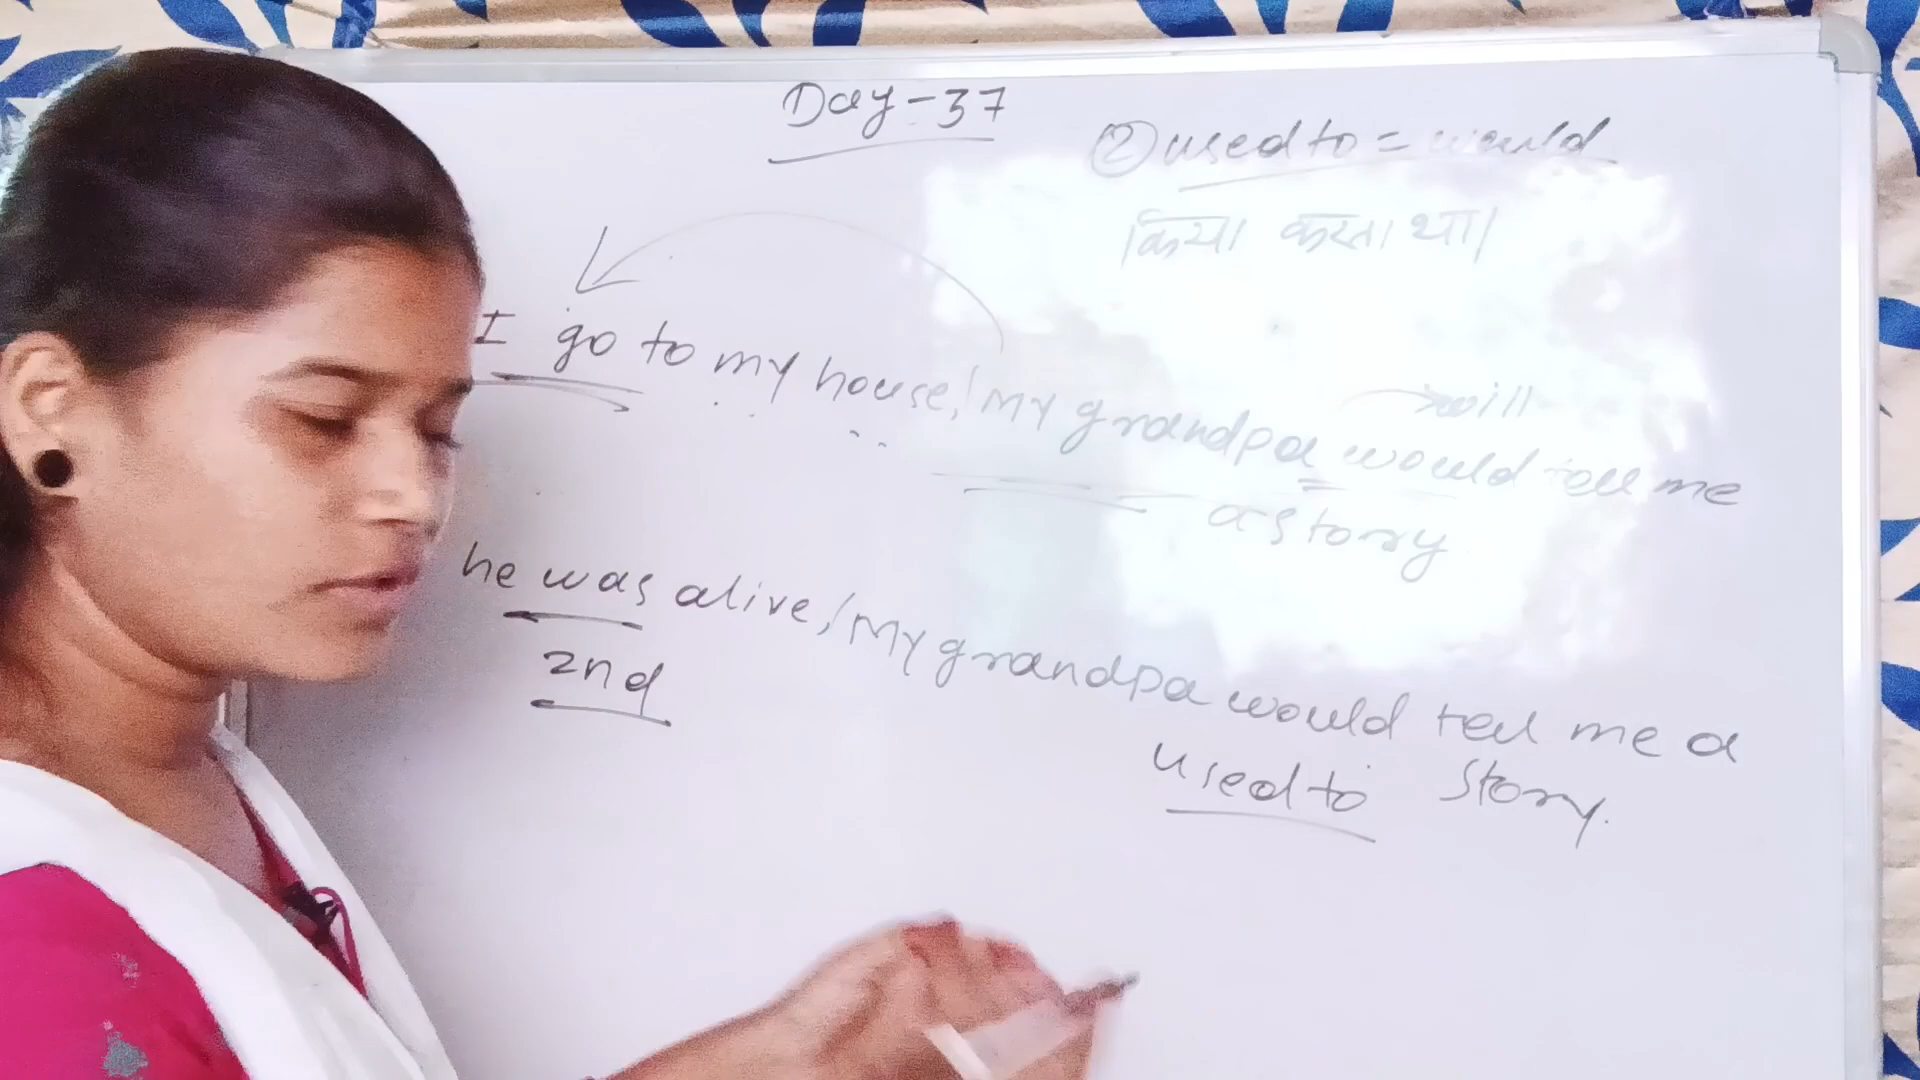 Day-37
② used to = would
किया करता था।
I go to my house, my grandpa would tell me
will
a story
he was alive, my grandpa would tell me a
2nd
used to story.